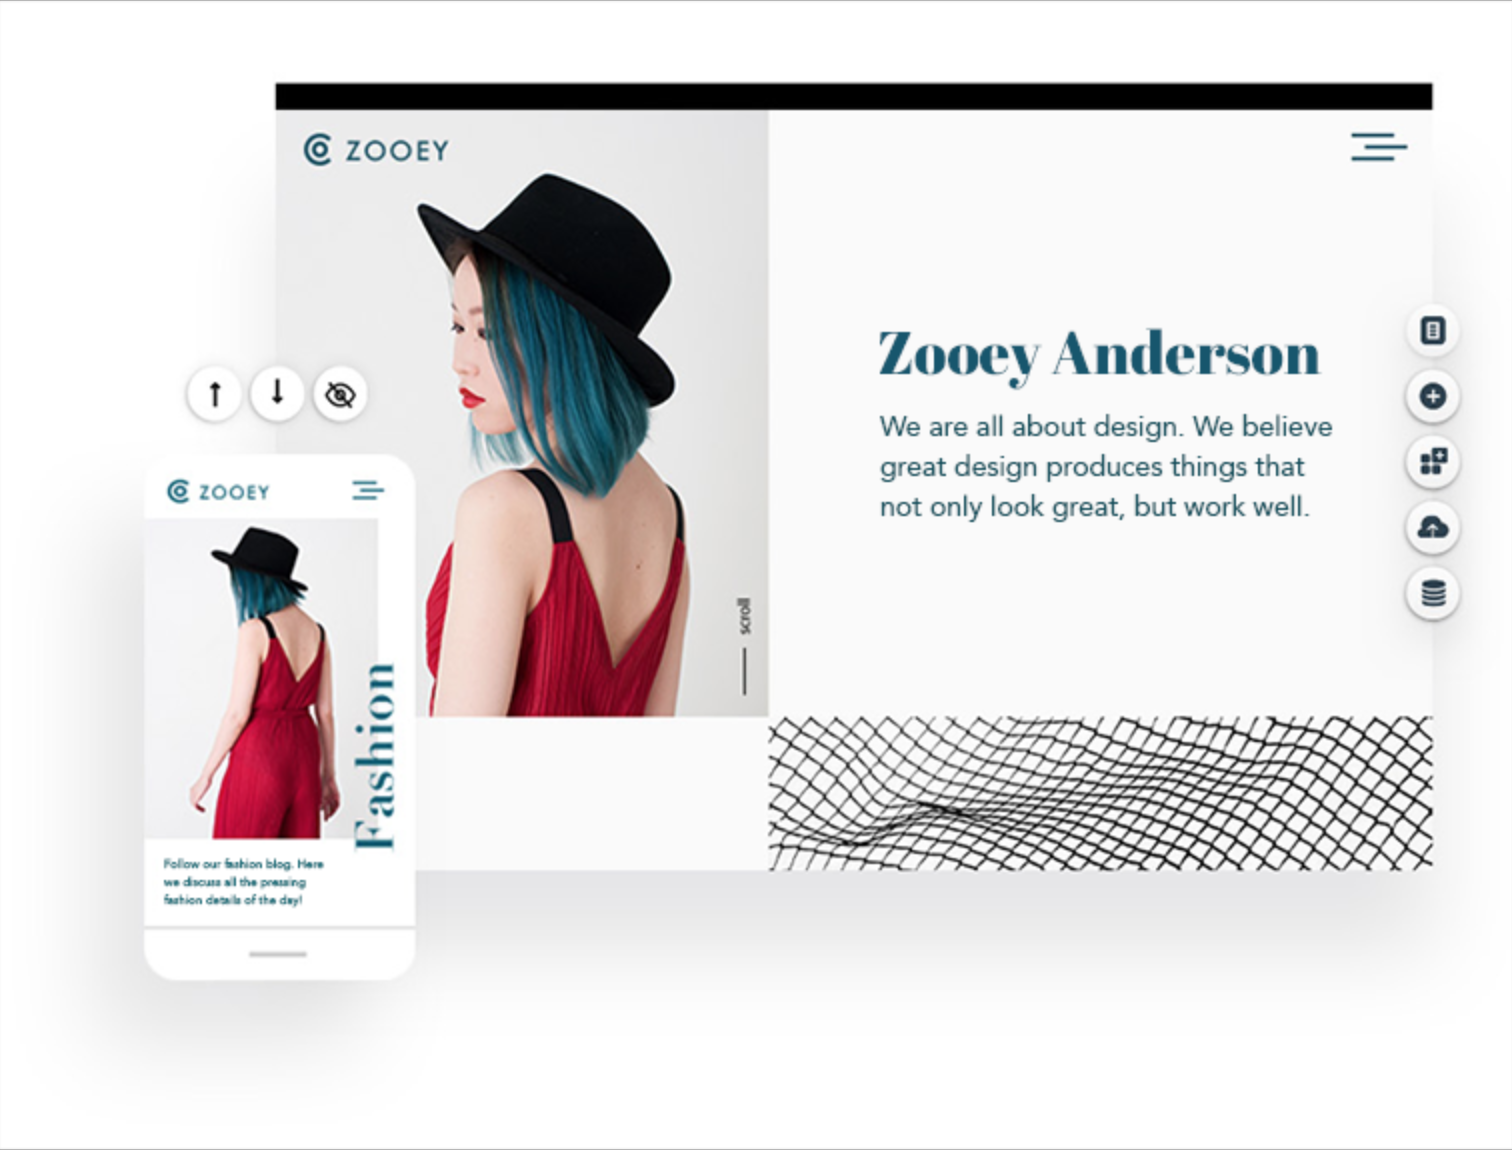 ZOOEY
Zooey Anderson
We are all about design. We believe
great design produces things that
not only look great, but work well.
scroll
ZOOEY
Fashion
Follow our fashion blog. Here
we discuss all the pressing
fashion details of the day!